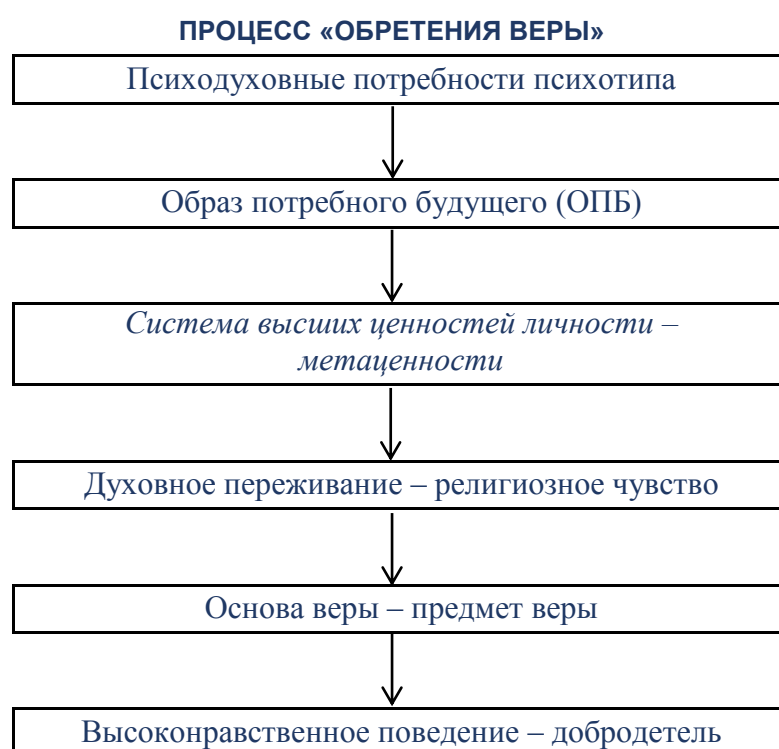 ПРОЦЕСС «ОБРЕТЕНИЯ ВЕРЫ»
Психодуховные потребности психотипа
Образ потребного будущего (ОПБ)
Система высших ценностей личности –
метаценности
Духовное переживание – религиозное чувство
Основа веры – предмет веры
Высоконравственное поведение – добродетель